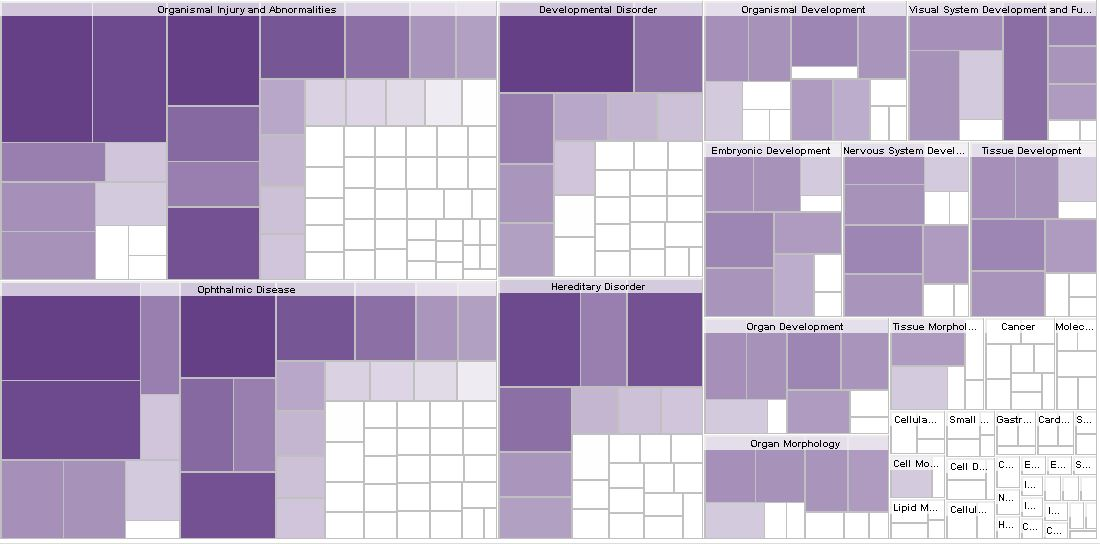 Organismal Injury and Abnormalities
Developmental Disorder
Organismal Development
Visual System Development and Fu...
Embryonic Development
Nervous System Devel...
Tissue Development
Ophthalmic Disease
Hereditary Disorder
Organ Development
Tissue Morphol...
Cancer
Molec...
Cellula...
Small ...
Gastr...
Card...
S...
Organ Morphology
Cell Mo...
Cell D...
C...
E...
E...
S...
I...
N...
I...
Lipid M...
Cellul...
I...
H...
C...
C...